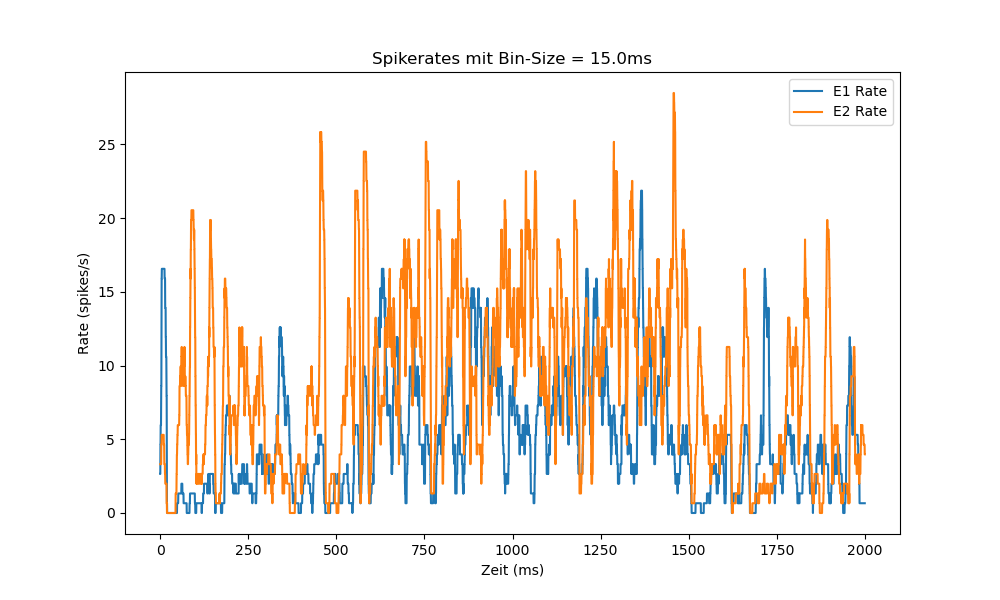 Spikerates mit Bin-Size = 15.0ms
E1 Rate
E2 Rate
Rate (spikes/s)
25
20
15
10
5
0
0 250 500 750 1000 1250 1500 1750 2000
Zeit (ms)